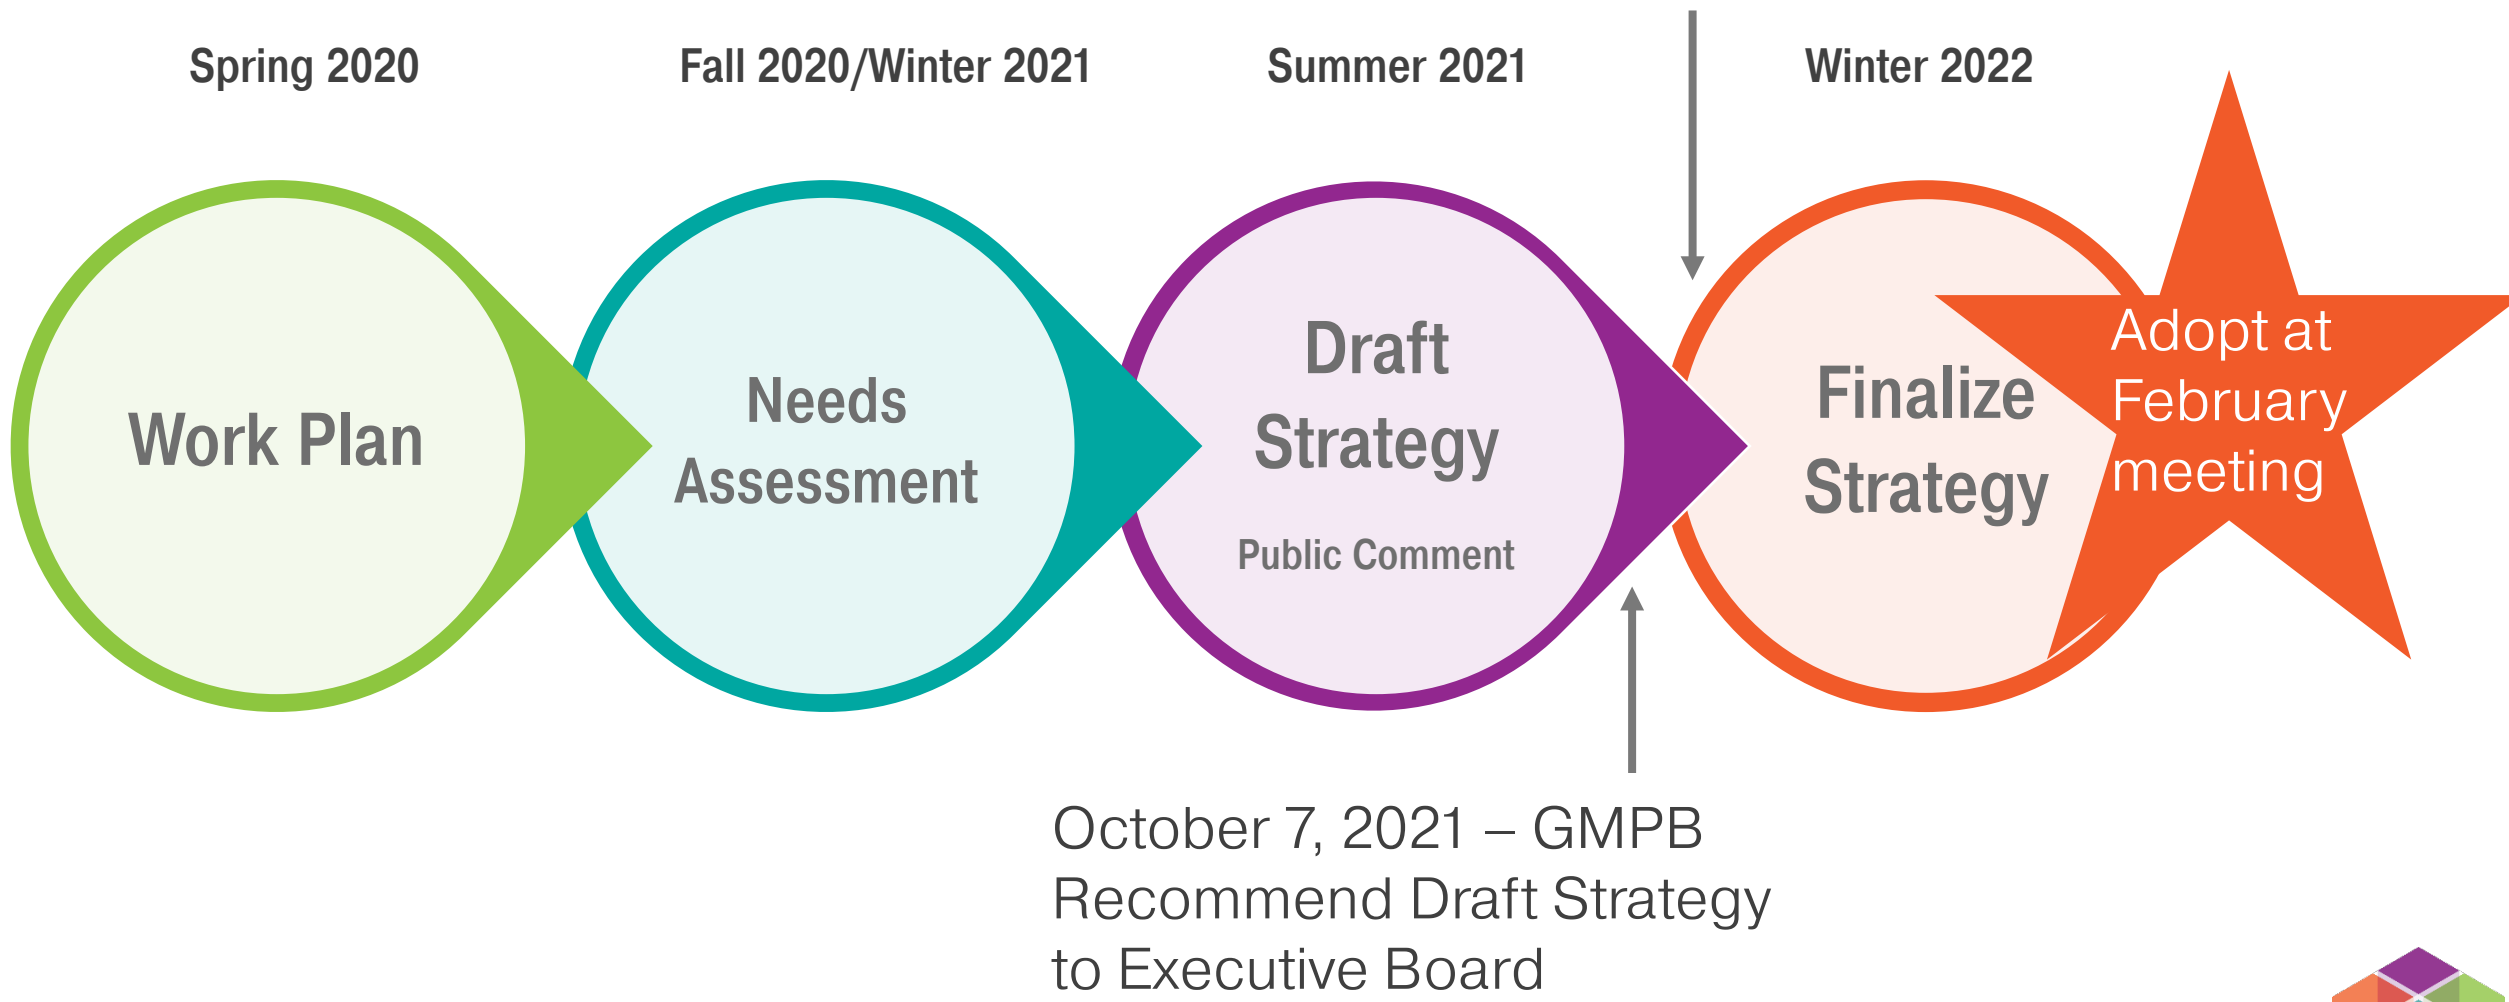 Spring 2020
Fall 2020/Winter 2021
Summer 2021
Winter 2022
Work Plan
Needs
Assessment
Draft
Strategy
Public Comment
Finalize
Strategy
Adopt at
February
meeting
October 7, 2021 – GMPB
Recommend Draft Strategy
to Executive Board